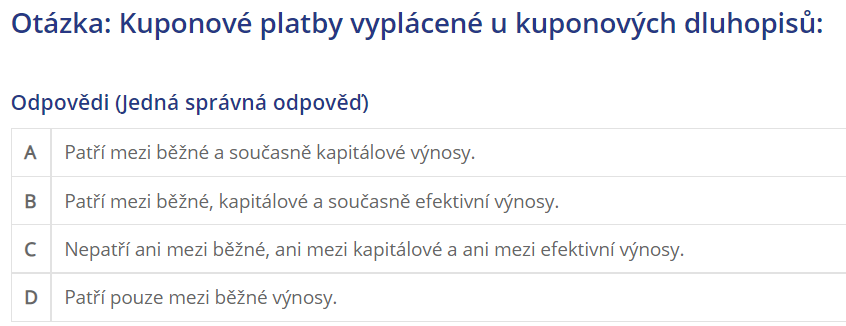 Otázka: Kuponové platby vyplácené u kuponových dluhopisů:
Odpovědi (Jedná správná odpověď)
A Patří mezi běžné a současně kapitálové výnosy.
B Patří mezi běžné, kapitálové a současně efektivní výnosy.
C Nepatří ani mezi běžné, ani mezi kapitálové a ani mezi efektivní výnosy.
D Patří pouze mezi běžné výnosy.